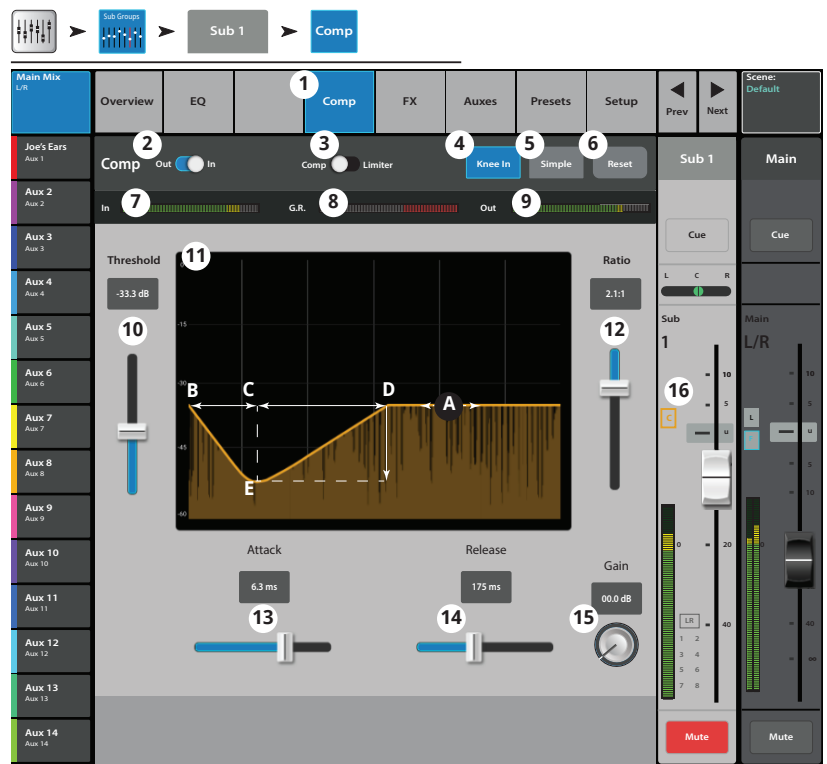 Sub Groups
Sub 1
Comp
Main Mix
L/R
Overview
EQ
1
Comp
FX
Auxes
Presets
Setup
Prev
Next
Scene:
Default
Joe's Ears
Aux 1
Aux 2
Aux 2
Aux 3
Aux 3
Aux 4
Aux 4
Aux 5
Aux 5
Aux 6
Aux 6
Aux 7
Aux 7
Aux 8
Aux 8
Aux 9
Aux 9
Aux 10
Aux 10
Aux 11
Aux 11
Aux 12
Aux 12
Aux 13
Aux 13
Aux 14
Aux 14
Comp
2
Out
In
3
Comp
Limiter
4
Knee In
5
Simple
6
Reset
In
7
G.R.
8
Out
9
Threshold
-33.3 dB
10
11
-15
-30
-45
-60
B
C
D
A
E
Ratio
2.1:1
12
Attack
6.3 ms
13
Release
175 ms
14
Gain
00.0 dB
15
Sub 1
Cue
L C R
Sub
1
16
C
10
5
U
5
10
0
20
LR
40
1 2
3 4
5 6
7 8
Mute
Main
Cue
Main
L/R
10
5
L
U
5
10
0
20
40
∞
Mute